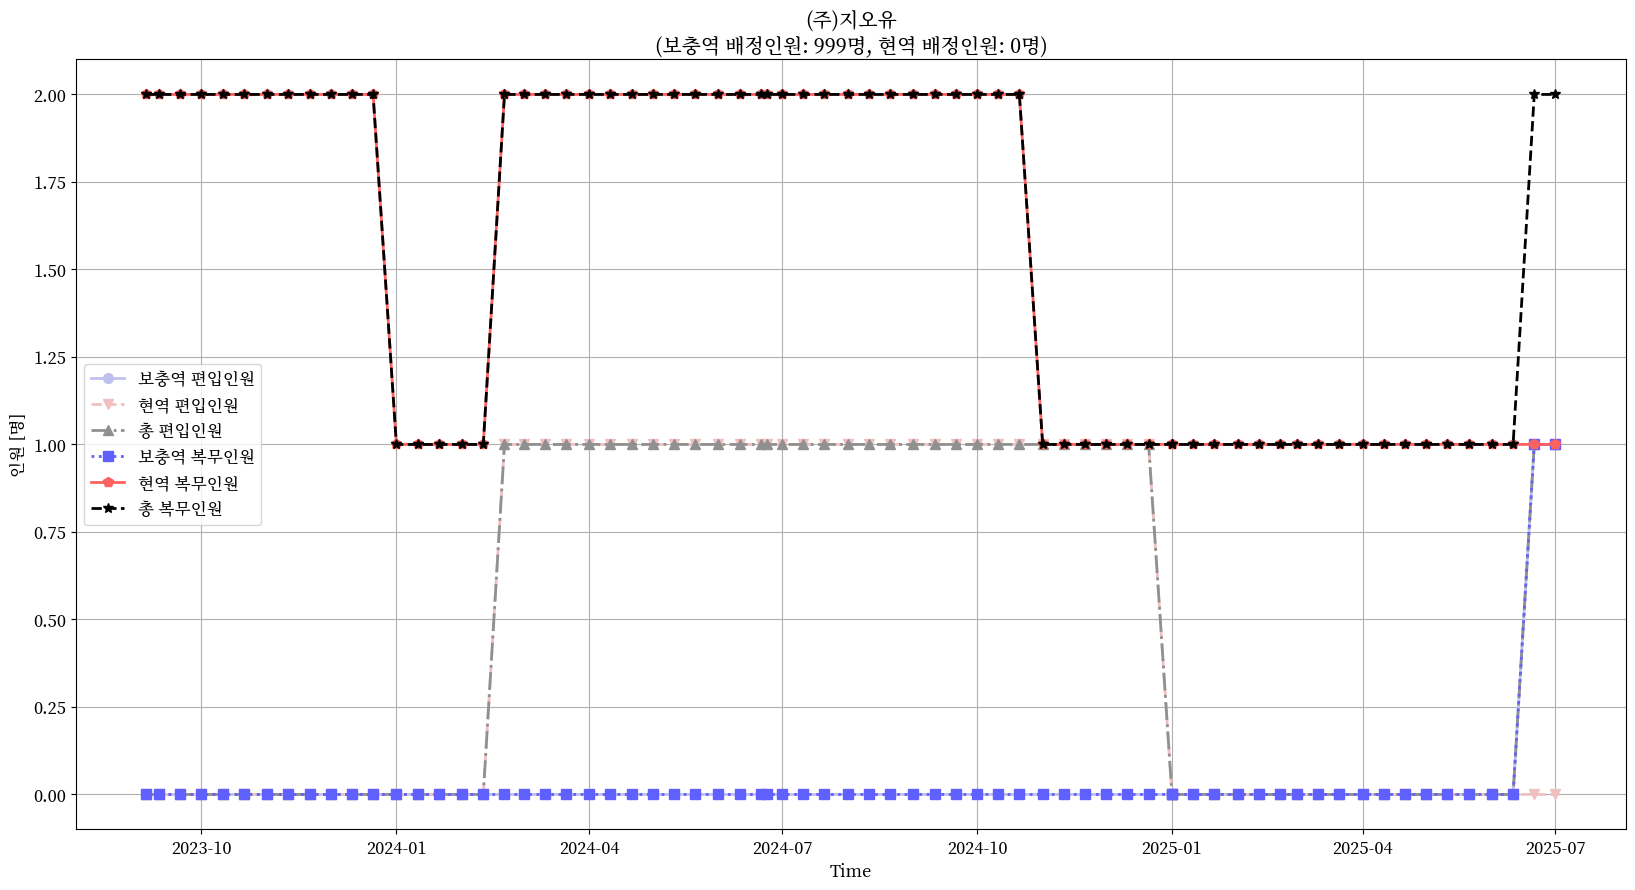 (주)지오유
(보충역 배정인원: 999명, 현역 배정인원: 0명)
2.00
1.75
1.50
1.25
1.00
0.75
0.50
0.25
0.00
인원 [명]
보충역 편입인원
현역 편입인원
총 편입인원
보충역 복무인원
현역 복무인원
총 복무인원
2023-10
2024-01
2024-04
2024-07
2024-10
2025-01
2025-04
2025-07
Time